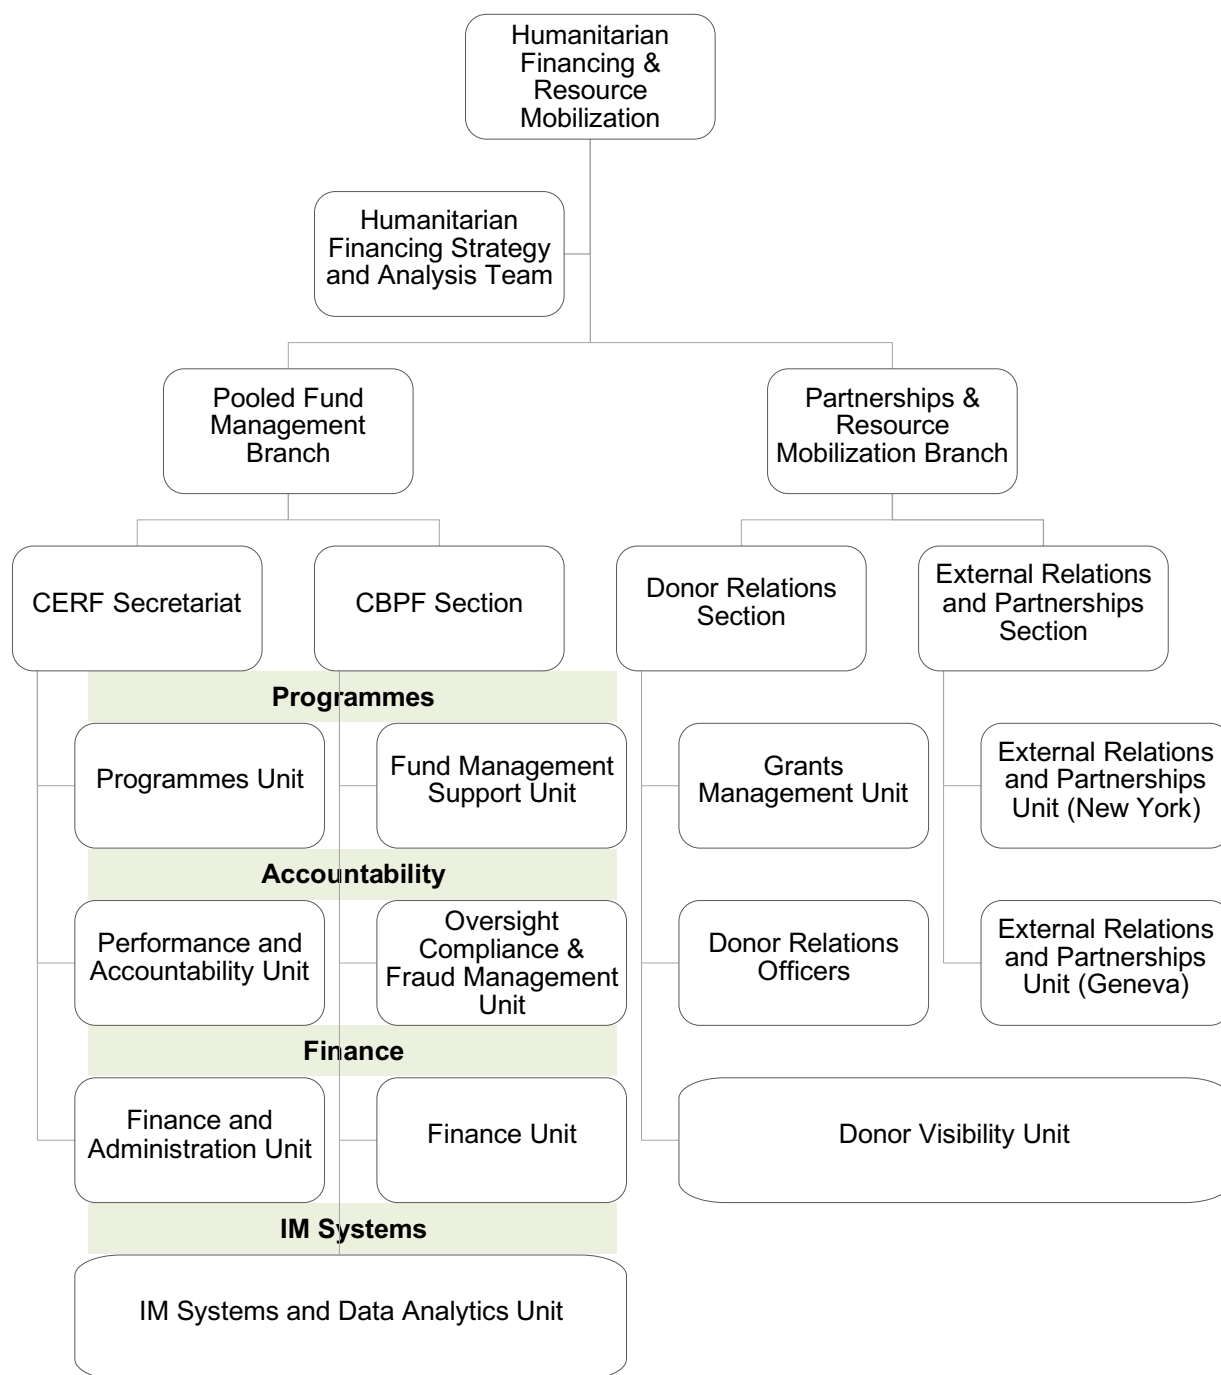 Humanitarian
Financing &
Resource
Mobilization
Humanitarian
Financing Strategy
and Analysis Team
Pooled Fund
Management
Branch
Partnerships &
Resource
Mobilization Branch
CERF Secretariat
CBPF Section
Donor Relations
Section
External Relations
and Partnerships
Section
Programmes
Programmes Unit
Fund Management
Support Unit
Grants
Management Unit
External Relations
and Partnerships
Unit (New York)
Accountability
Performance and
Accountability Unit
Oversight
Compliance &
Fraud Management
Unit
Donor Relations
Officers
External Relations
and Partnerships
Unit (Geneva)
Finance
Finance and
Administration Unit
Finance Unit
Donor Visibility Unit
IM Systems
IM Systems and Data Analytics Unit